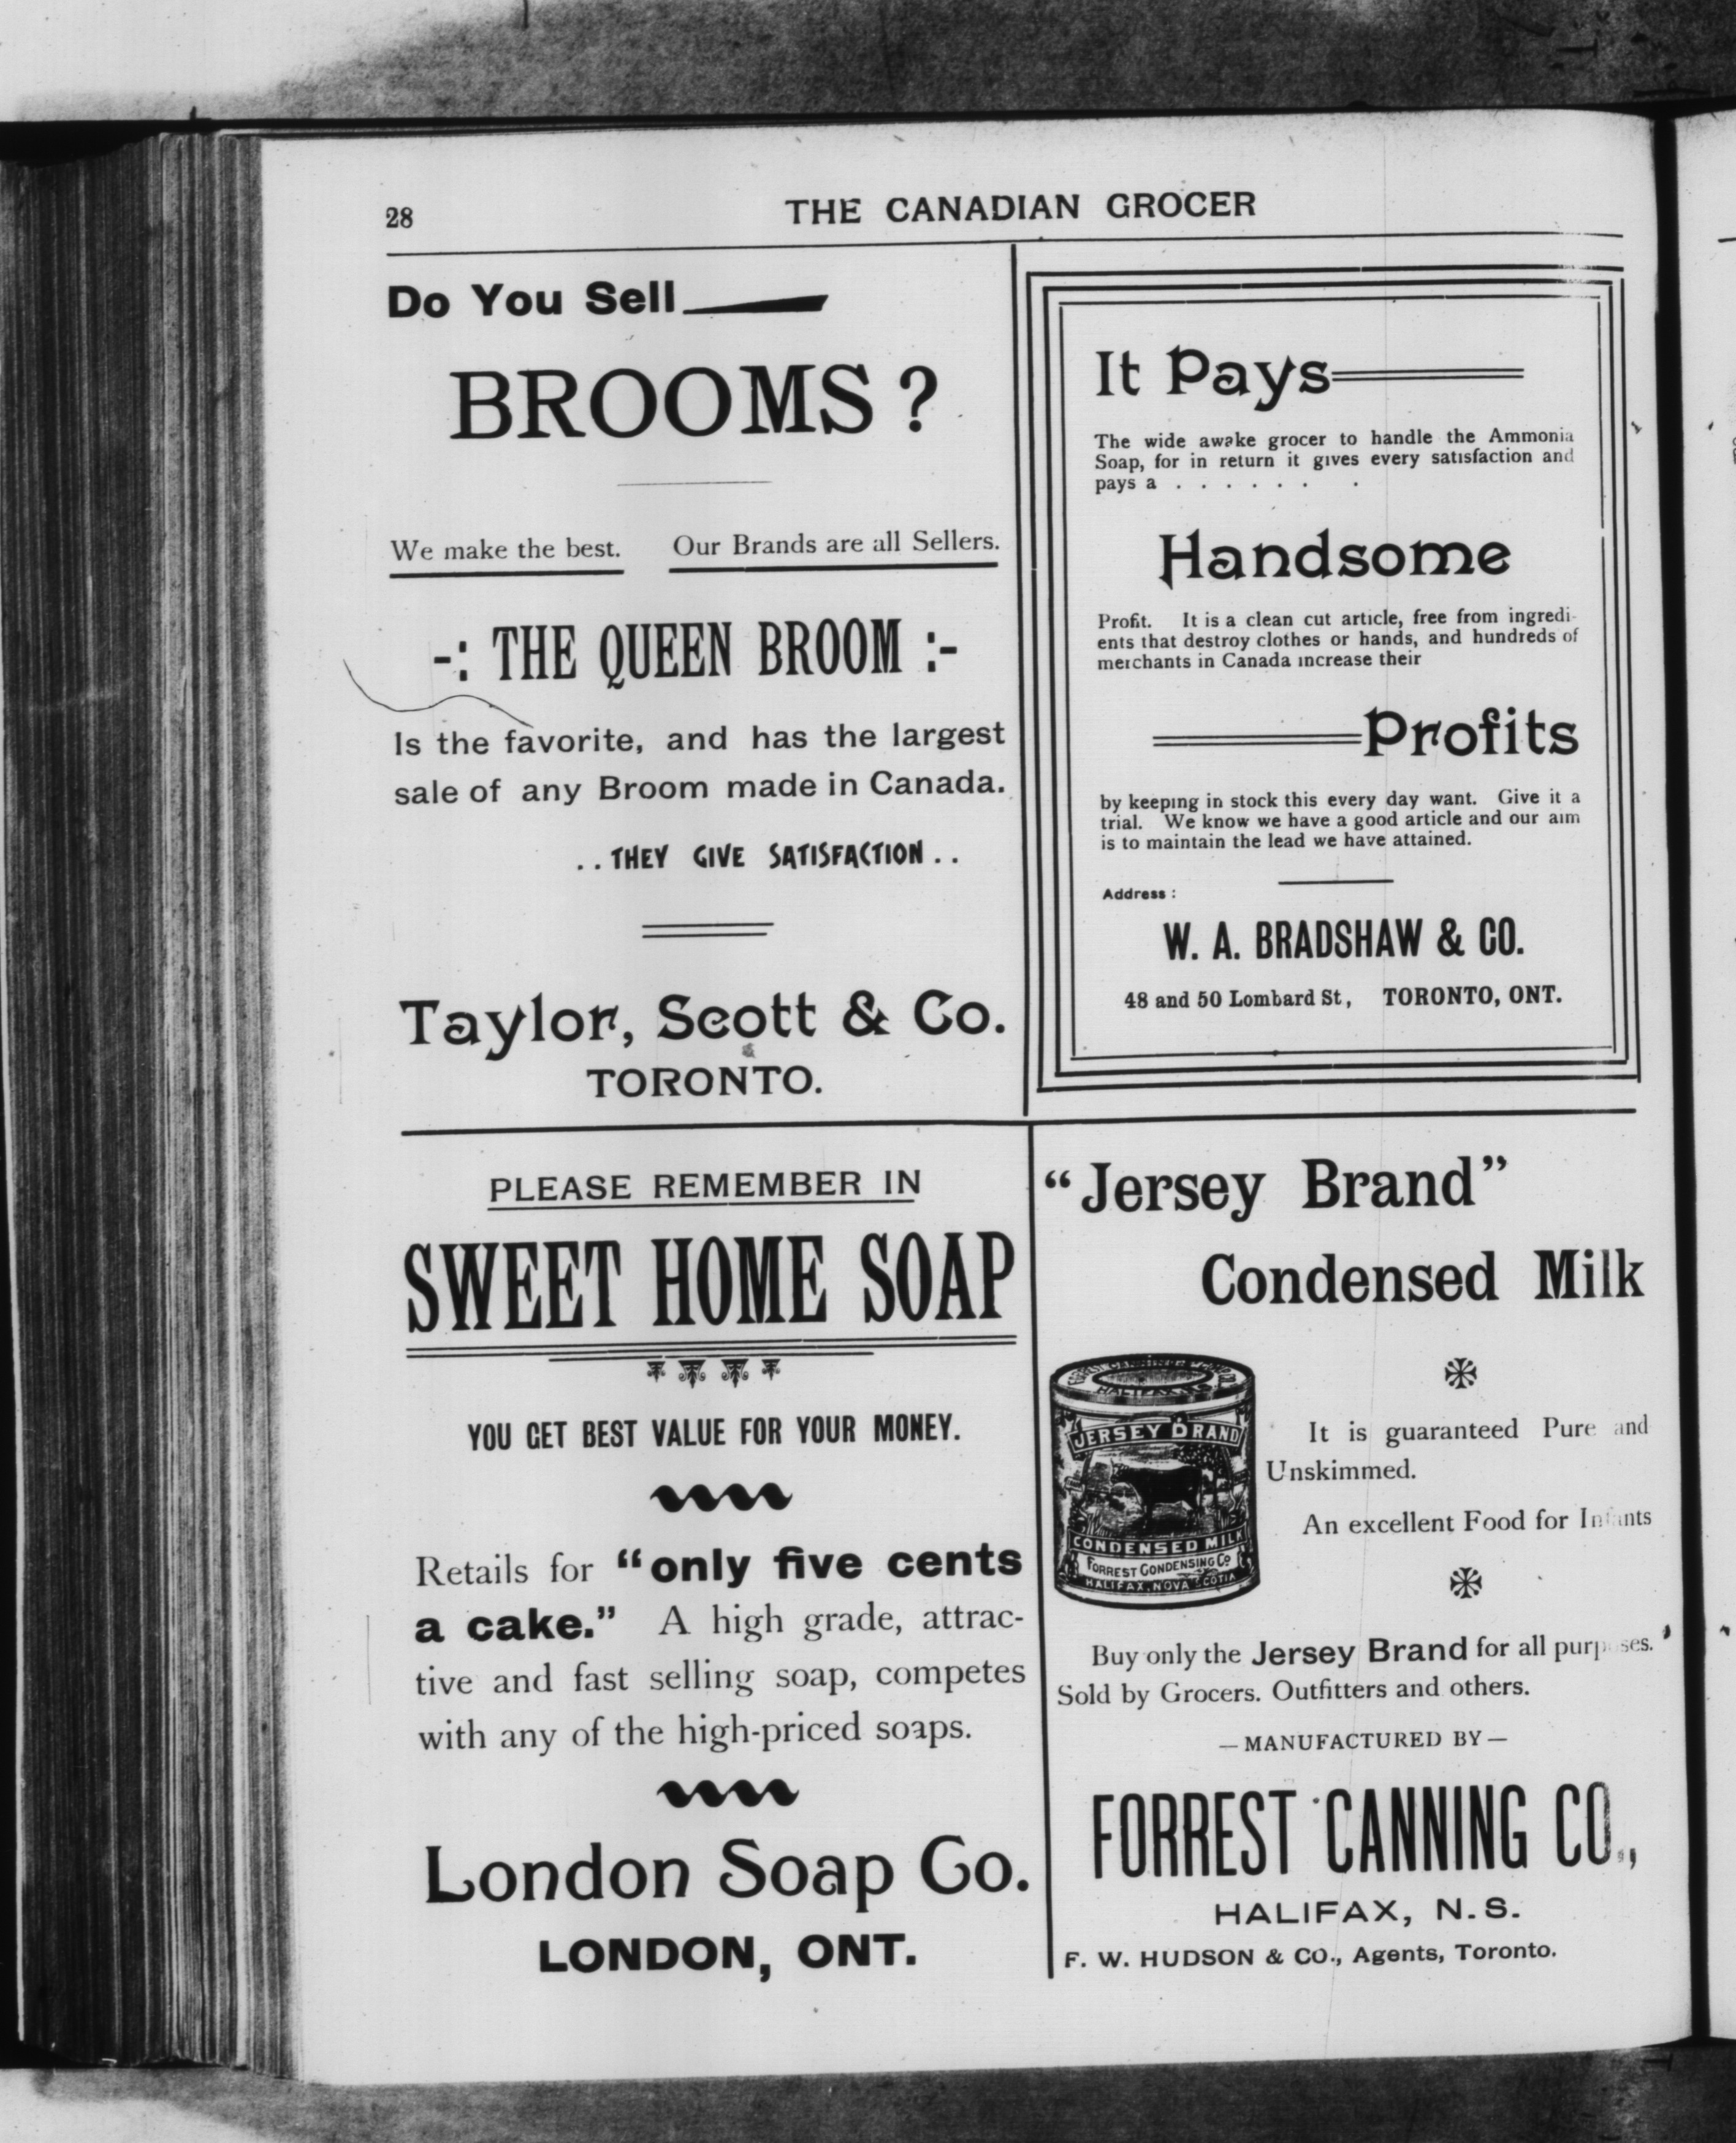 28
THE CANADIAN GROCER
Do You Sell
BROOMS ?
We make the best. Our Brands are all Sellers.
-: THE QUEEN BROOM :-
Is the favorite, and has the largest
sale of any Broom made in Canada.
. . THEY GIVE SATISFACTION . .
Taylor, Scott & Co.
TORONTO.
It Pays
The wide awake grocer to handle the Ammonia
Soap, for in return it gives every satisfaction and
pays a . . . . . . .
Handsome
Profit. It is a clean cut article, free from ingredi-
ents that destroy clothes or hands, and hundreds of
merchants in Canada increase their
Profits
by keeping in stock this every day want. Give it a
trial. We know we have a good article and our aim
is to maintain the lead we have attained.
Address :
W. A. BRADSHAW & CO.
48 and 50 Lombard St, TORONTO, ONT.
PLEASE REMEMBER IN
SWEET HOME SOAP
YOU GET BEST VALUE FOR YOUR MONEY.
Retails for "only five cents
a cake." A high grade, attrac-
tive and fast selling soap, competes
with any of the high-priced soaps.
London Soap Co.
LONDON, ONT.
"Jersey Brand"
Condensed Milk
HALIFAX
JERSEY BRAND
CONDENSED MILK
FORREST CONDENSING Co
HALIFAX, NOVA SCOTIA
It is guaranteed Pure and
Unskimmed.
An excellent Food for Infants
Buy only the Jersey Brand for all purposes.
Sold by Grocers. Outfitters and others.
— MANUFACTURED BY —
FORREST CANNING CO.,
HALIFAX, N. S.
F. W. HUDSON & CO., Agents, Toronto.